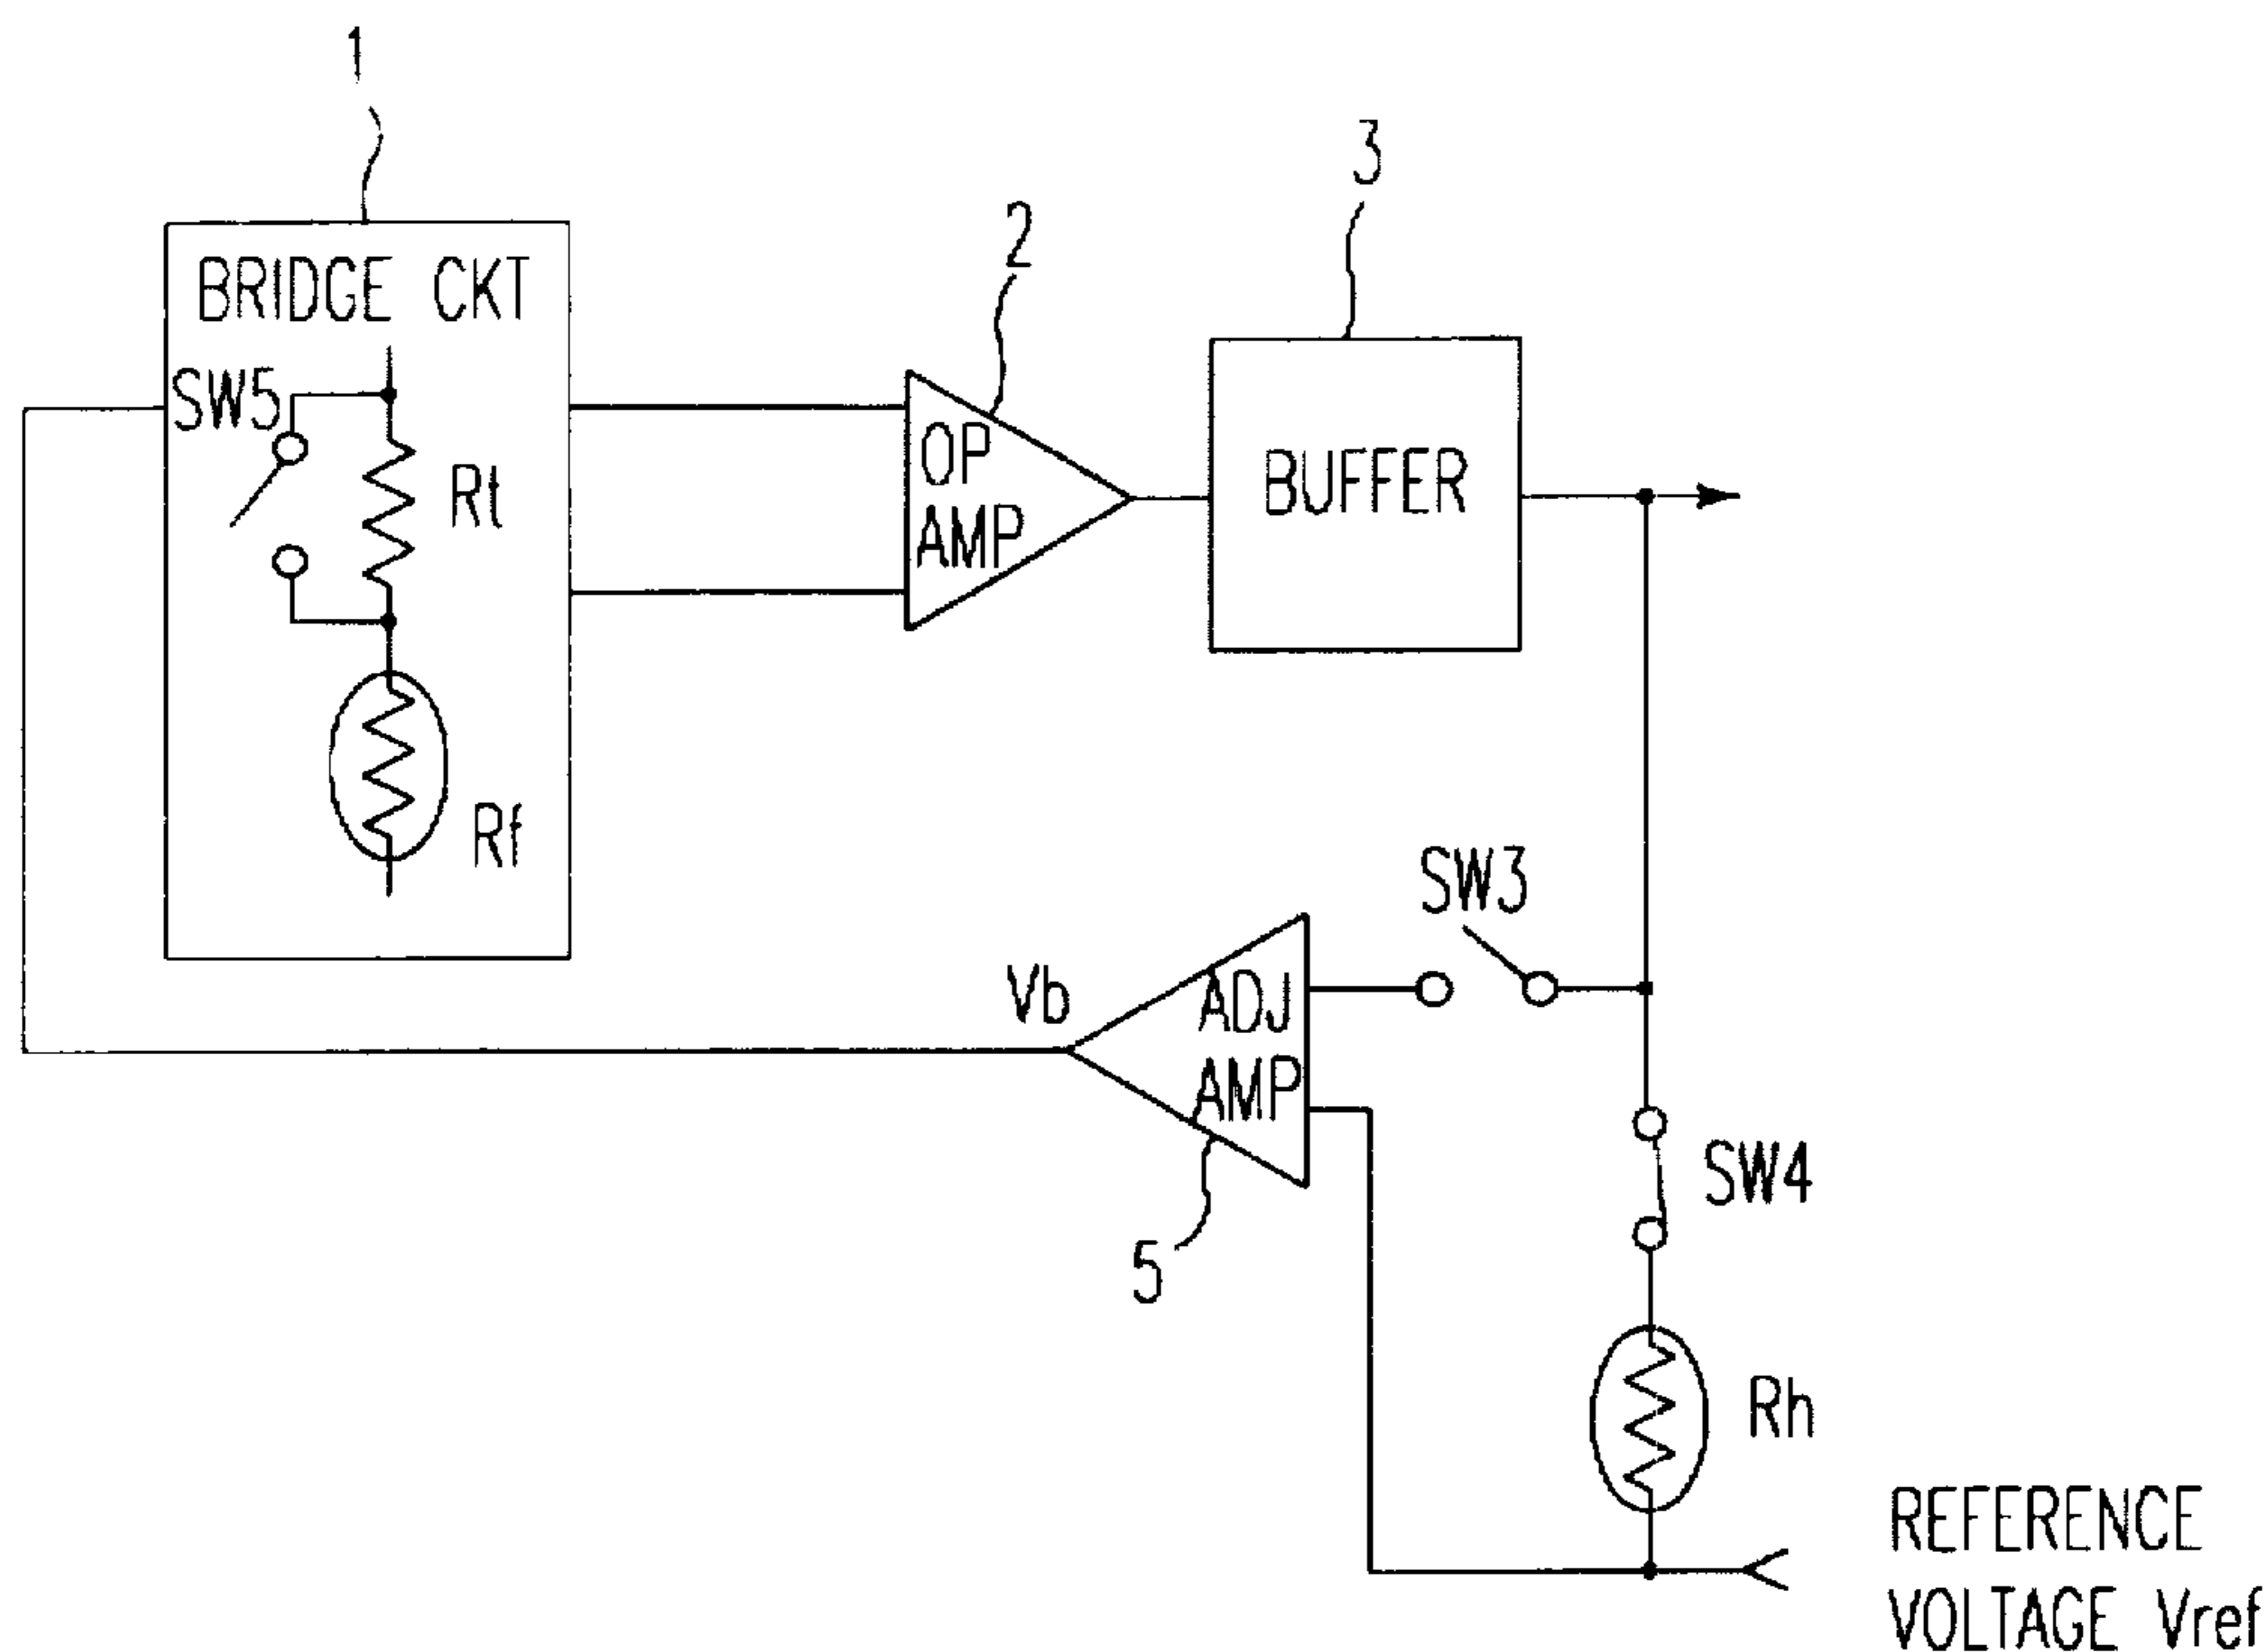 1
BRIDGE CKT
SW5
Rt
Rf
2
OP
AMP
3
BUFFER
SW3
Vb
ADJ
AMP
5
SW4
Rh
REFERENCE
VOLTAGE Vref